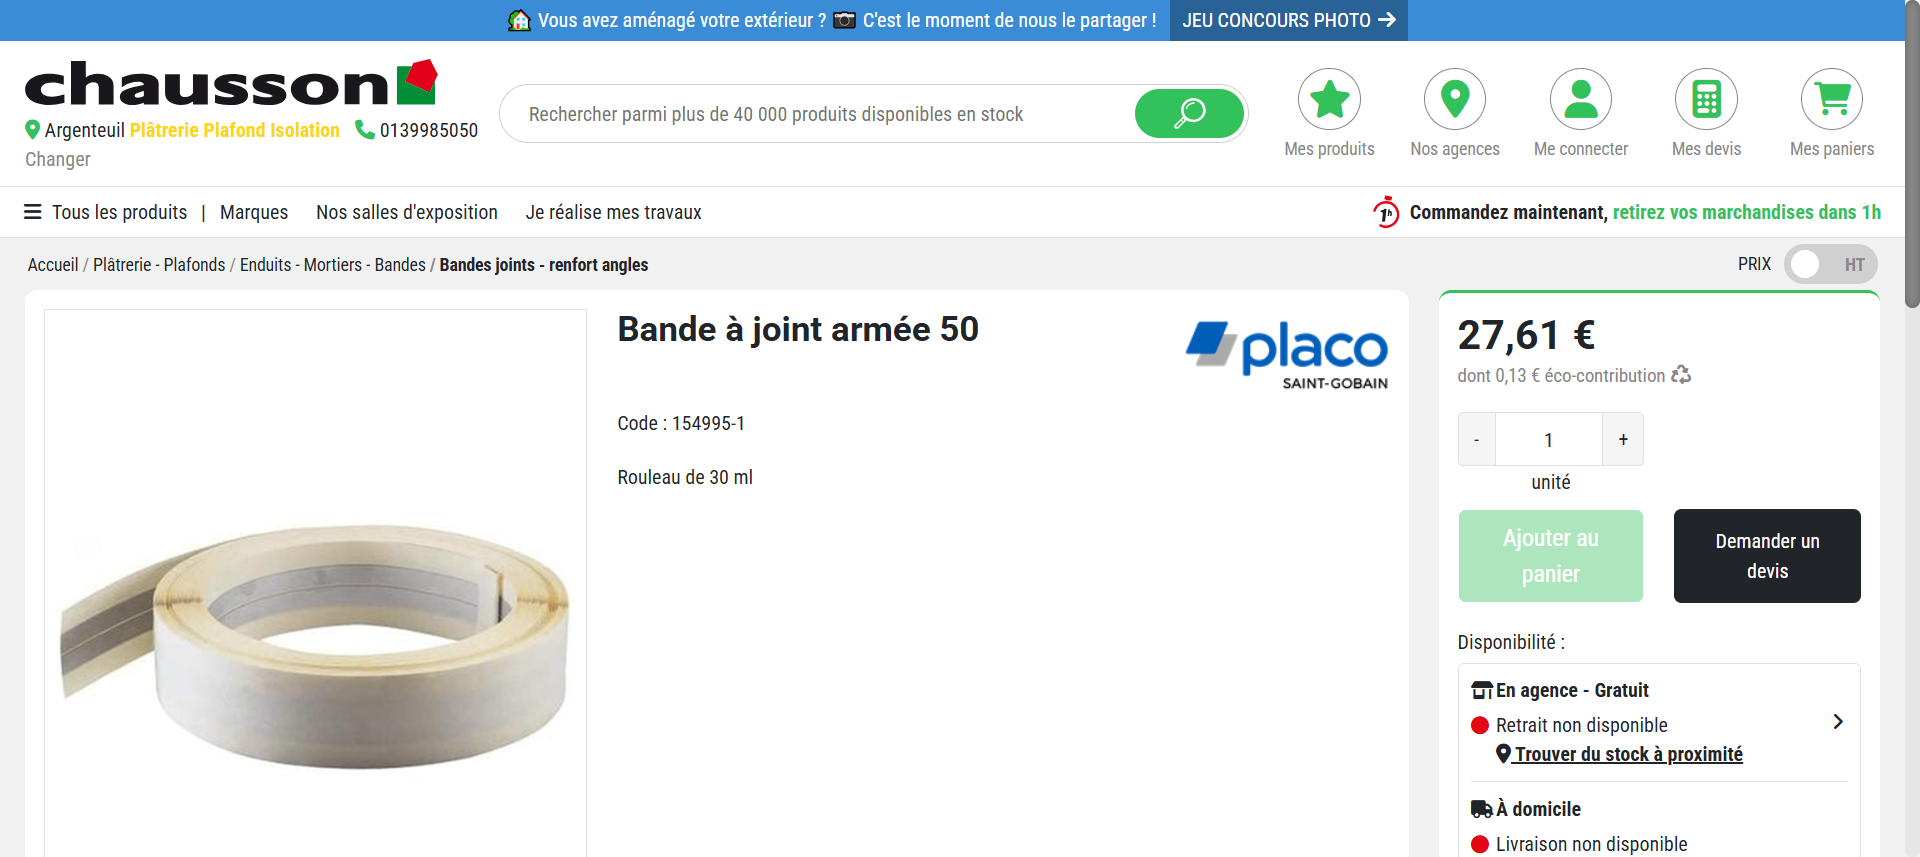 Vous avez aménagé votre extérieur ? C'est le moment de nous le partager ! JEU CONCOURS PHOTO
chausson
Argenteuil Plâtrerie Plafond Isolation 0139985050
Changer
Rechercher parmi plus de 40 000 produits disponibles en stock
Mes produits
Nos agences
Me connecter
Mes devis
Mes paniers
Tous les produits | Marques Nos salles d'exposition Je réalise mes travaux
1h Commandez maintenant, retirez vos marchandises dans 1h
Accueil / Plâtrerie - Plafonds / Enduits - Mortiers - Bandes / Bandes joints - renfort angles
PRIX HT
Bande à joint armée 50
placo
SAINT-GOBAIN
Code : 154995-1
Rouleau de 30 ml
27,61 €
dont 0,13 € éco-contribution
- 1 +
unité
Ajouter au
panier
Demander un
devis
Disponibilité :
En agence - Gratuit
Retrait non disponible
Trouver du stock à proximité
À domicile
Livraison non disponible